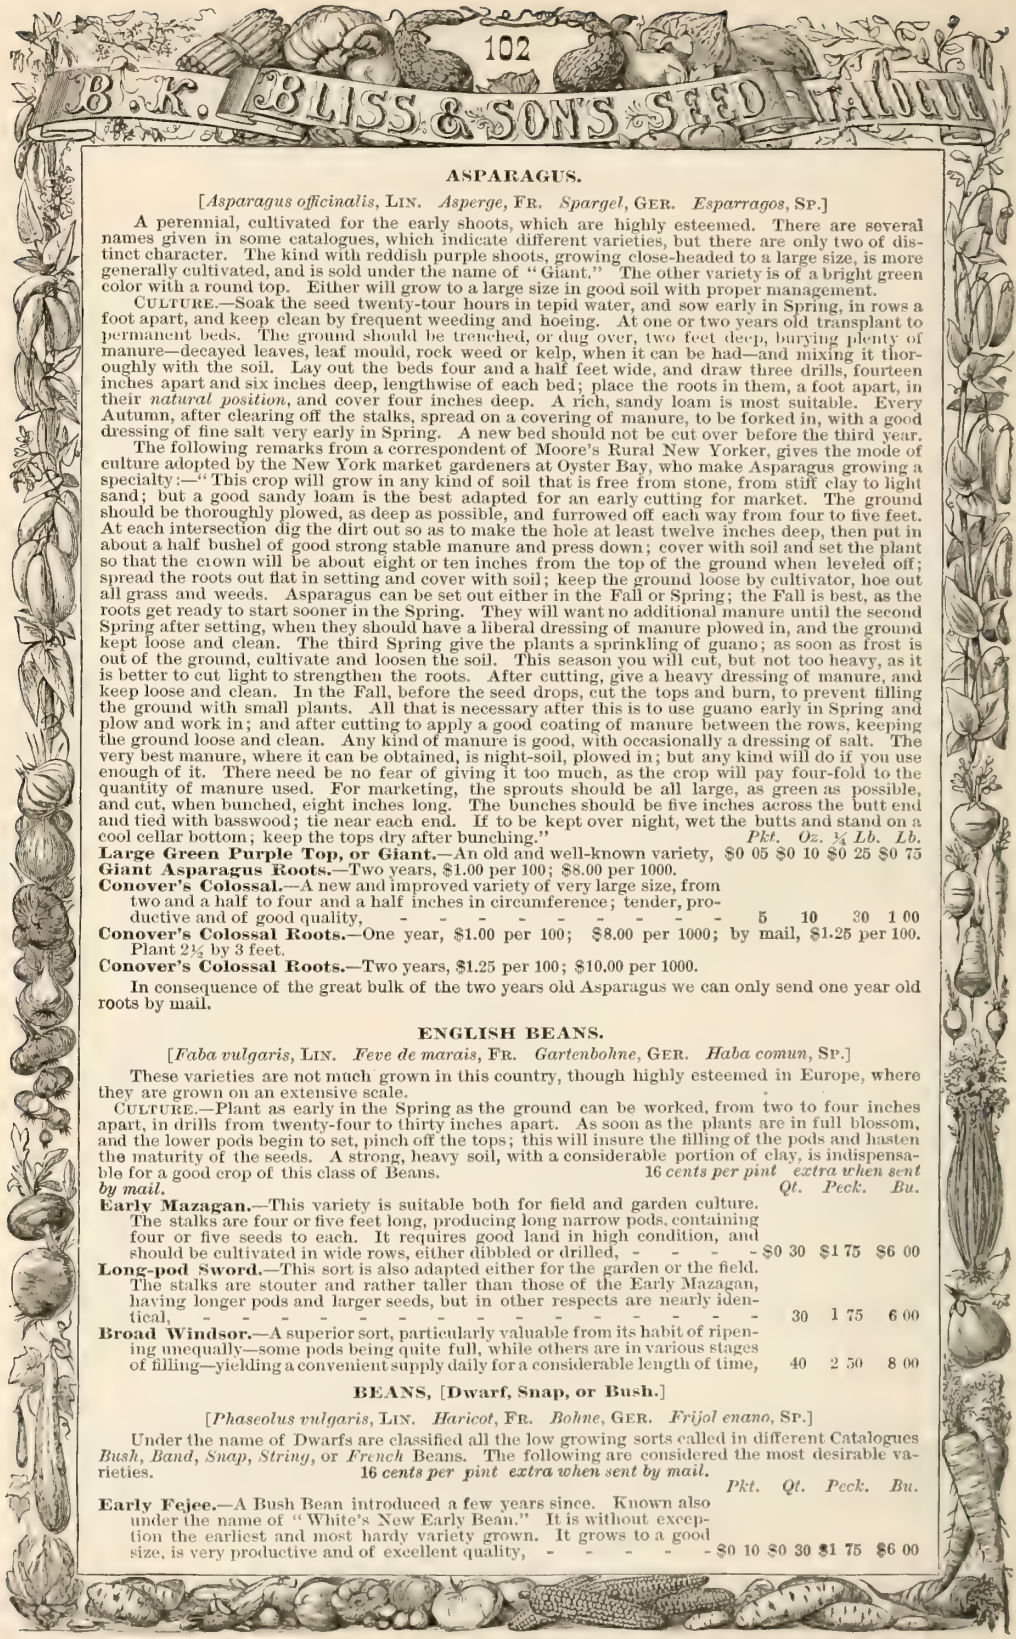 102
B. K. BLISS & SON'S SEED CATALOGUE
ASPARAGUS.
[Asparagus officinalis, LIN. Asperge, FR. Spargel, GER. Esparragos, SP.]
A perennial, cultivated for the early shoots, which are highly esteemed. There are several
names given in some catalogues, which indicate different varieties, but there are only two of dis-
tinct character. The kind with reddish purple shoots, growing close-headed to a large size, is more
generally cultivated, and is sold under the name of "Giant." The other variety is of a bright green
color with a round top. Either will grow to a large size in good soil with proper management.
CULTURE.—Soak the seed twenty-tour hours in tepid water, and sow early in Spring, in rows a
foot apart, and keep clean by frequent weeding and hoeing. At one or two years old transplant to
permanent beds. The ground should be trenched, or dug over, two feet deep, burying plenty of
manure—decayed leaves, leaf mould, rock weed or kelp, when it can be had—and mixing it thor-
oughly with the soil. Lay out the beds four and a half feet wide, and draw three drills, fourteen
inches apart and six inches deep, lengthwise of each bed; place the roots in them, a foot apart, in
their natural position, and cover four inches deep. A rich, sandy loam is most suitable. Every
Autumn, after clearing off the stalks, spread on a covering of manure, to be forked in, with a good
dressing of fine salt very early in Spring. A new bed should not be cut over before the third year.
The following remarks from a correspondent of Moore's Rural New Yorker, gives the mode of
culture adopted by the New York market gardeners at Oyster Bay, who make Asparagus growing a
specialty:—"This crop will grow in any kind of soil that is free from stone, from stiff clay to light
sand; but a good sandy loam is the best adapted for an early cutting for market. The ground
should be thoroughly plowed, as deep as possible, and furrowed off each way from four to five feet.
At each intersection dig the dirt out so as to make the hole at least twelve inches deep, then put in
about a half bushel of good strong stable manure and press down; cover with soil and set the plant
so that the crown will be about eight or ten inches from the top of the ground when leveled off;
spread the roots out flat in setting and cover with soil; keep the ground loose by cultivator, hoe out
all grass and weeds. Asparagus can be set out either in the Fall or Spring; the Fall is best, as the
roots get ready to start sooner in the Spring. They will want no additional manure until the second
Spring after setting, when they should have a liberal dressing of manure plowed in, and the ground
kept loose and clean. The third Spring give the plants a sprinkling of guano; as soon as frost is
out of the ground, cultivate and loosen the soil. This season you will cut, but not too heavy, as it
is better to cut light to strengthen the roots. After cutting, give a heavy dressing of manure, and
keep loose and clean. In the Fall, before the seed drops, cut the tops and burn, to prevent filling
the ground with small plants. All that is necessary after this is to use guano early in Spring and
plow and work in; and after cutting to apply a good coating of manure between the rows, keeping
the ground loose and clean. Any kind of manure is good, with occasionally a dressing of salt. The
very best manure, where it can be obtained, is night-soil, plowed in; but any kind will do if you use
enough of it. There need be no fear of giving it too much, as the crop will pay four-fold to the
quantity of manure used. For marketing, the sprouts should be all large, as green as possible,
and cut, when bunched, eight inches long. The bunches should be five inches across the butt end
and tied with basswood; tie near each end. If to be kept over night, wet the butts and stand on a
cool cellar bottom; keep the tops dry after bunching." Pkt. Oz. ¼ Lb. Lb.
Large Green Purple Top, or Giant.—An old and well-known variety, $0 05 $0 10 $0 25 $0 75
Giant Asparagus Roots.—Two years, $1.00 per 100; $8.00 per 1000.
Conover's Colossal.—A new and improved variety of very large size, from
two and a half to four and a half inches in circumference; tender, pro-
ductive and of good quality, - - - - - - - - - - 5 10 30 1 00
Conover's Colossal Roots.—One year, $1.00 per 100; $8.00 per 1000; by mail, $1.25 per 100.
Plant 2½ by 3 feet.
Conover's Colossal Roots.—Two years, $1.25 per 100; $10.00 per 1000.
In consequence of the great bulk of the two years old Asparagus we can only send one year old
roots by mail.
ENGLISH BEANS.
[Faba vulgaris, LIN. Feve de marais, FR. Gartenbohne, GER. Haba comun, SP.]
These varieties are not much grown in this country, though highly esteemed in Europe, where
they are grown on an extensive scale.
CULTURE.—Plant as early in the Spring as the ground can be worked, from two to four inches
apart, in drills from twenty-four to thirty inches apart. As soon as the plants are in full blossom,
and the lower pods begin to set, pinch off the tops; this will insure the filling of the pods and hasten
the maturity of the seeds. A strong, heavy soil, with a considerable portion of clay, is indispensa-
ble for a good crop of this class of Beans. 16 cents per pint extra when sent
by mail. Qt. Peck. Bu.
Early Mazagan.—This variety is suitable both for field and garden culture.
The stalks are four or five feet long, producing long narrow pods, containing
four or five seeds to each. It requires good land in high condition, and
should be cultivated in wide rows, either dibbled or drilled, - - - - $0 30 $1 75 $6 00
Long-pod Sword.—This sort is also adapted either for the garden or the field.
The stalks are stouter and rather taller than those of the Early Mazagan,
having longer pods and larger seeds, but in other respects are nearly iden-
tical, - - - - - - - - - - - - - - - - 30 1 75 6 00
Broad Windsor.—A superior sort, particularly valuable from its habit of ripen-
ing unequally—some pods being quite full, while others are in various stages
of filling—yielding a convenient supply daily for a considerable length of time, 40 2 50 8 00
BEANS, [Dwarf, Snap, or Bush.]
[Phaseolus vulgaris, LIN. Haricot, FR. Bohne, GER. Frijol enano, SP.]
Under the name of Dwarfs are classified all the low growing sorts called in different Catalogues
Bush, Band, Snap, String, or French Beans. The following are considered the most desirable va-
rieties. 16 cents per pint extra when sent by mail.
Pkt. Qt. Peck. Bu.
Early Fejee.—A Bush Bean introduced a few years since. Known also
under the name of "White's New Early Bean." It is without excep-
tion the earliest and most hardy variety grown. It grows to a good
size, is very productive and of excellent quality, - - - - - - $0 10 $0 30 $1 75 $6 00